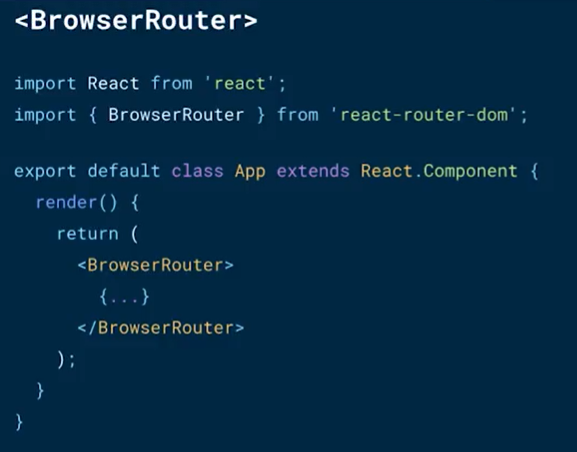 <BrowserRouter>
import React from 'react';
import { BrowserRouter } from 'react-router-dom';
export default class App extends React.Component {
  render() {
    return (
      <BrowserRouter>
        {...}
      </BrowserRouter>
    );
  }
}